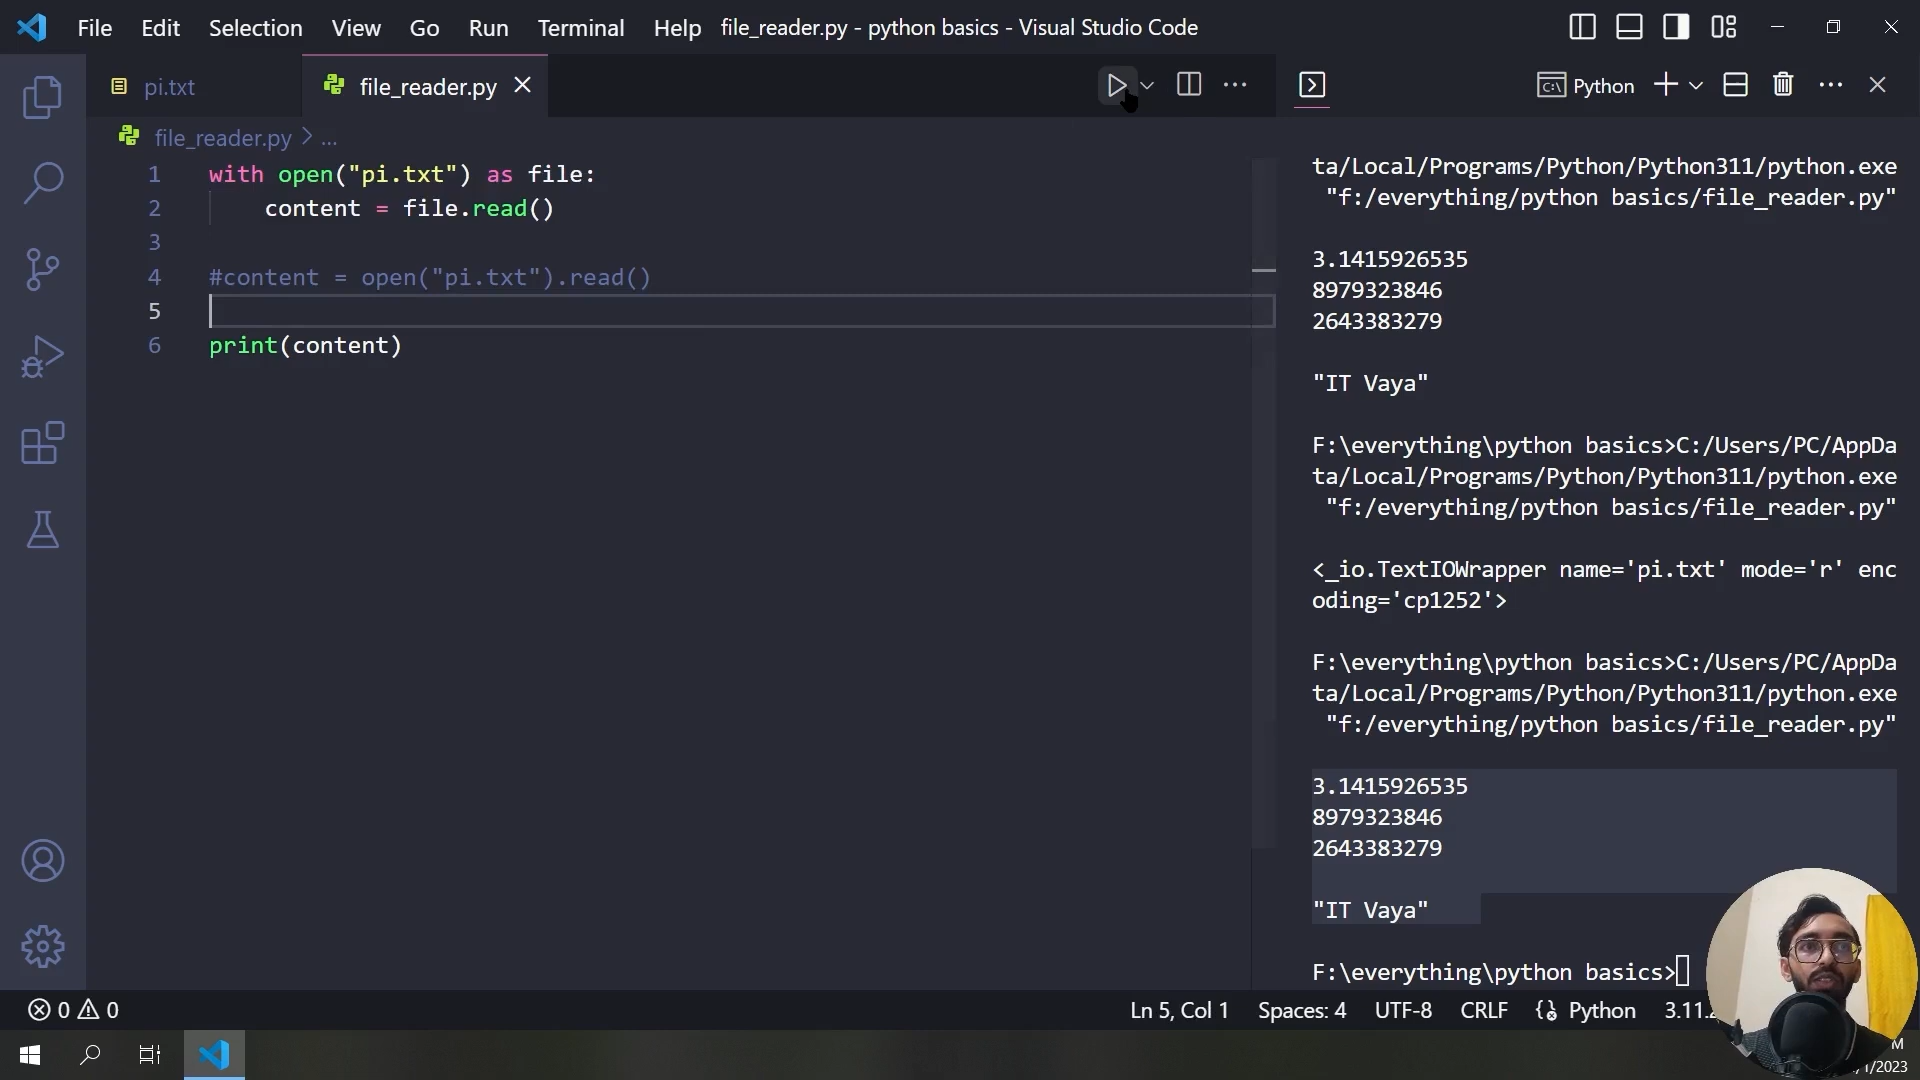 File Edit Selection View Go Run Terminal Help file_reader.py - python basics - Visual Studio Code
pi.txt
file_reader.py
Python
file_reader.py > ...
1 with open("pi.txt") as file:
2 content = file.read()
3
4 #content = open("pi.txt").read()
5
6 print(content)
ta/Local/Programs/Python/Python311/python.exe
"f:/everything/python basics/file_reader.py"
3.1415926535
8979323846
2643383279
"IT Vaya"
F:\everything\python basics>C:/Users/PC/AppDa
ta/Local/Programs/Python/Python311/python.exe
"f:/everything/python basics/file_reader.py"
<_io.TextIOWrapper name='pi.txt' mode='r' enc
oding='cp1252'>
F:\everything\python basics>C:/Users/PC/AppDa
ta/Local/Programs/Python/Python311/python.exe
"f:/everything/python basics/file_reader.py"
3.1415926535
8979323846
2643383279
"IT Vaya"
F:\everything\python basics>
0 0 Ln 5, Col 1 Spaces: 4 UTF-8 CRLF Python
M
/1/2023